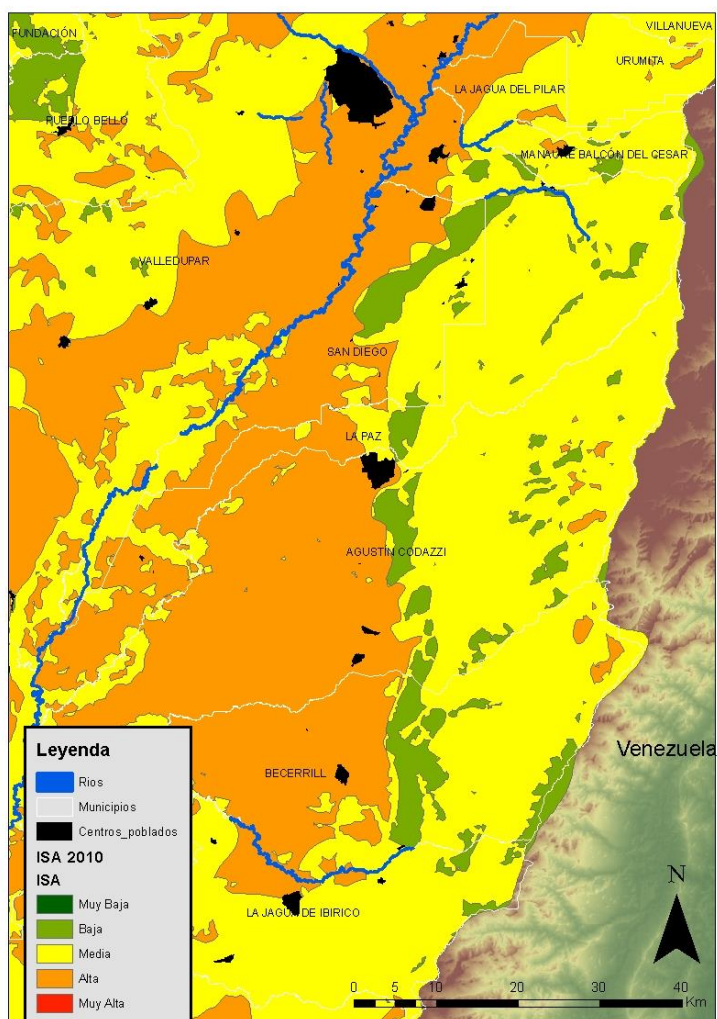 FUNDACIÓN
VILLANUEVA
URUMITA
LA JAGUA DEL PILAR
PUEBLO BELLO
MANAURE BALCÓN DEL CESAR
VALLEDUPAR
SAN DIEGO
LA PAZ
AGUSTÍN CODAZZI
Venezuela
BECERRILL
LA JAGUA DE IBIRICO
Leyenda
Rios
Municipios
Centros_poblados
ISA 2010
ISA
Muy Baja
Baja
Media
Alta
Muy Alta
N
0 5 10 20 30 40
Km